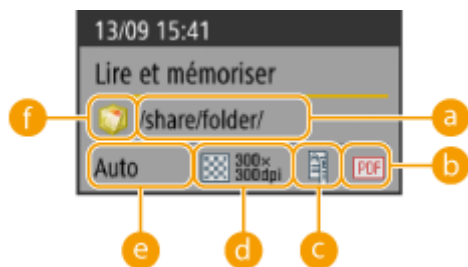 13/09 15:41
Lire et mémoriser
f /share/folder/ a
Auto 300×
300dpi PDF b
e d c